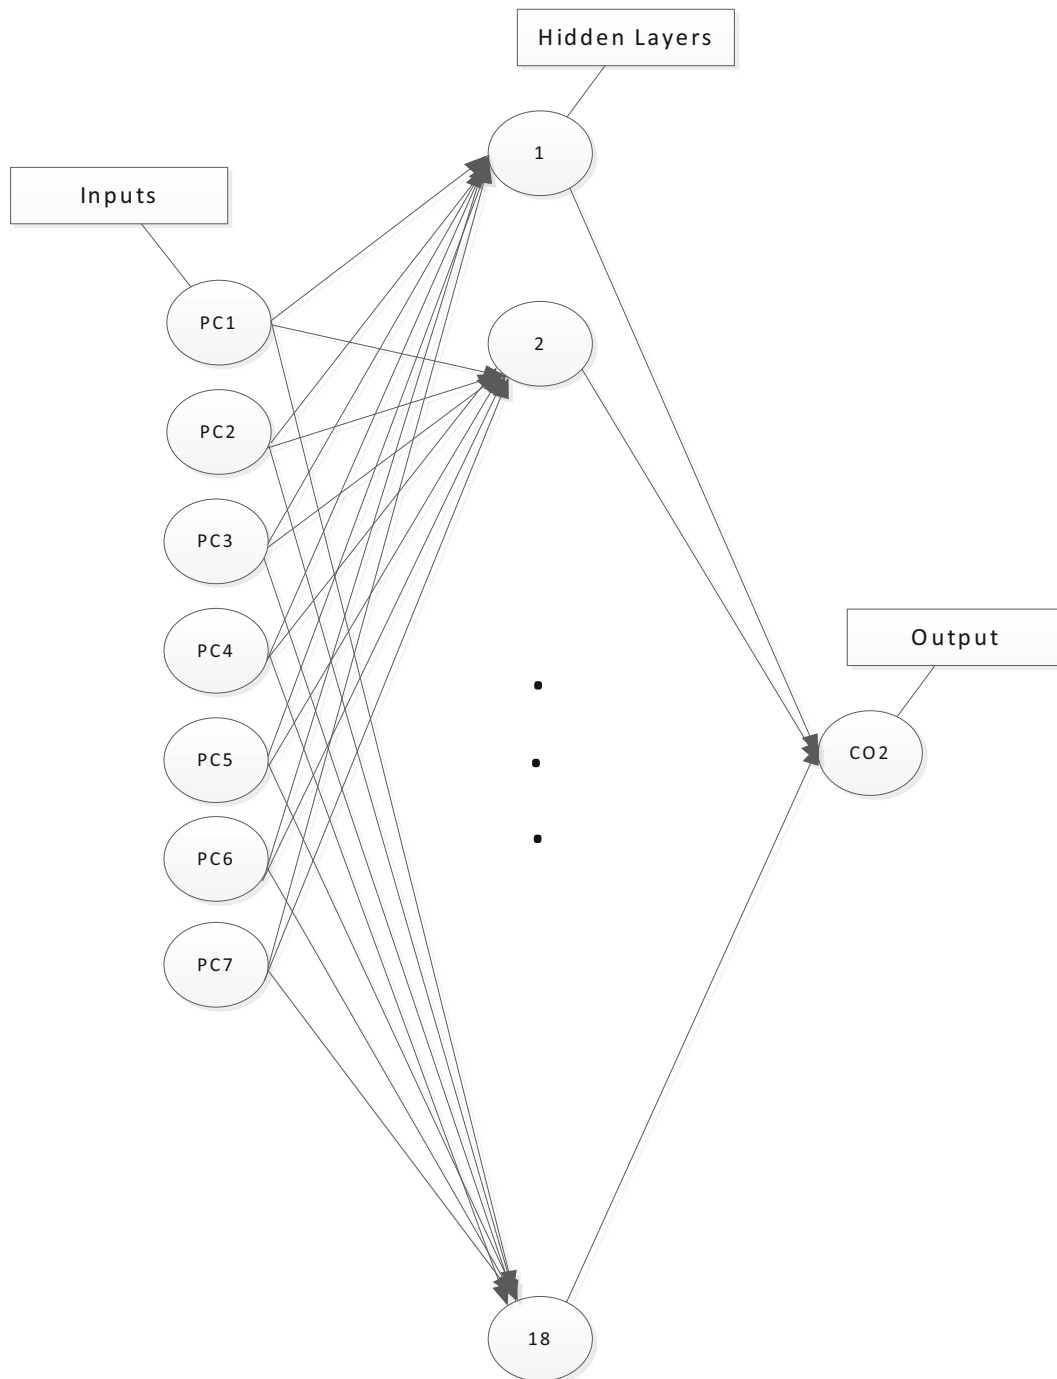 Hidden Layers
1
Inputs
PC1
2
PC2
PC3
PC4
Output
PC5
CO2
PC6
PC7
18